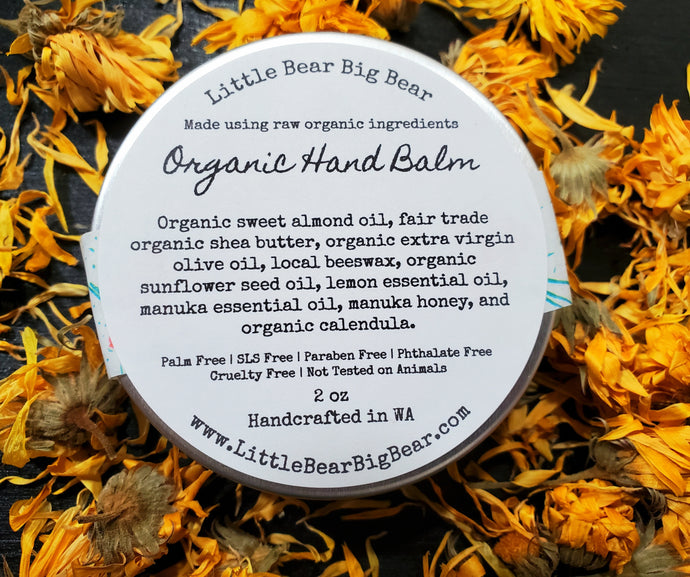 Little Bear Big Bear
Made using raw organic ingredients
Organic Hand Balm
Organic sweet almond oil, fair trade
organic shea butter, organic extra virgin
olive oil, local beeswax, organic
sunflower seed oil, lemon essential oil,
manuka essential oil, manuka honey, and
organic calendula.
Palm Free | SLS Free | Paraben Free | Phthalate Free
Cruelty Free | Not Tested on Animals
2 oz
Handcrafted in WA
www.LittleBearBigBear.com